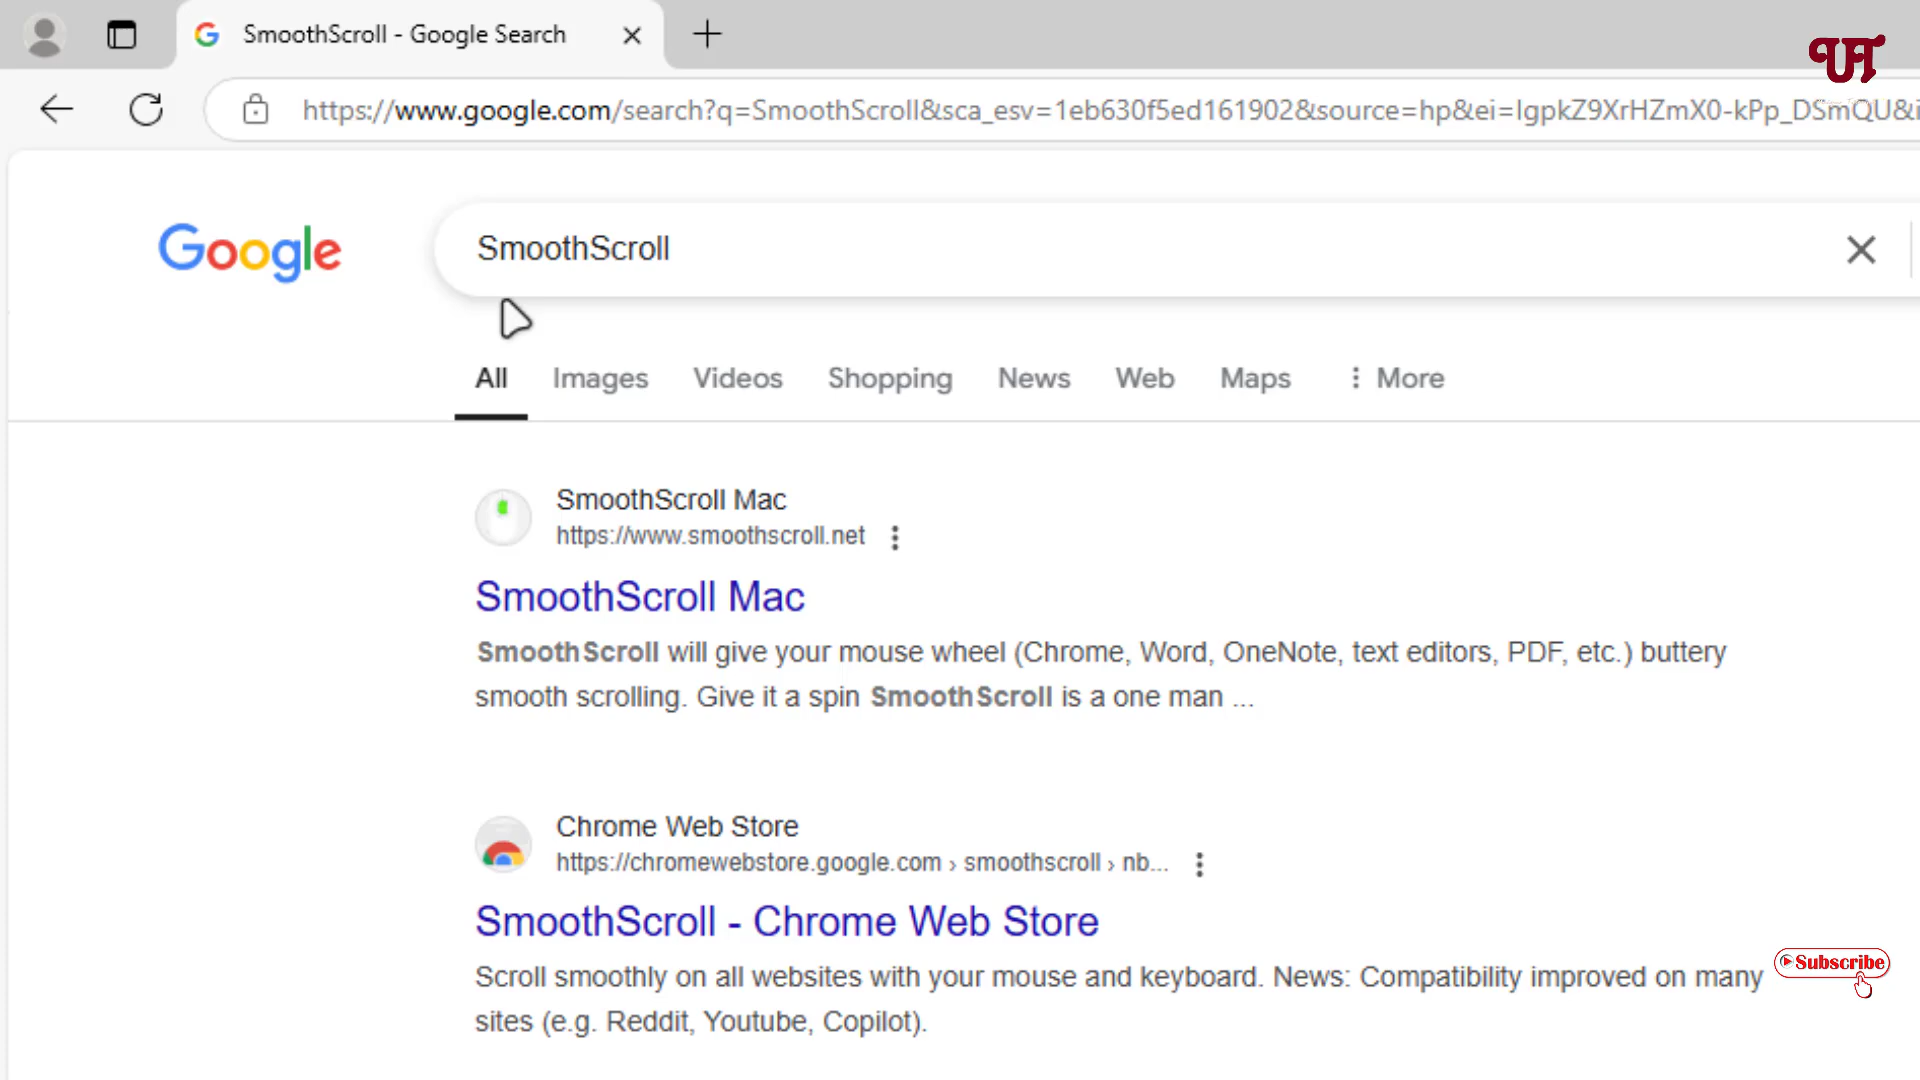 SmoothScroll - Google Search
https://www.google.com/search?q=SmoothScroll&sca_esv=1eb630f5ed161902&source=hp&ei=IgpkZ9XrHZmX0-kPp_DSmQU&i
Google
SmoothScroll
All Images Videos Shopping News Web Maps More
SmoothScroll Mac
https://www.smoothscroll.net
SmoothScroll Mac
SmoothScroll will give your mouse wheel (Chrome, Word, OneNote, text editors, PDF, etc.) buttery
smooth scrolling. Give it a spin SmoothScroll is a one man ...
Chrome Web Store
https://chromewebstore.google.com › smoothscroll › nb...
SmoothScroll - Chrome Web Store
Scroll smoothly on all websites with your mouse and keyboard. News: Compatibility improved on many
sites (e.g. Reddit, Youtube, Copilot).
Subscribe